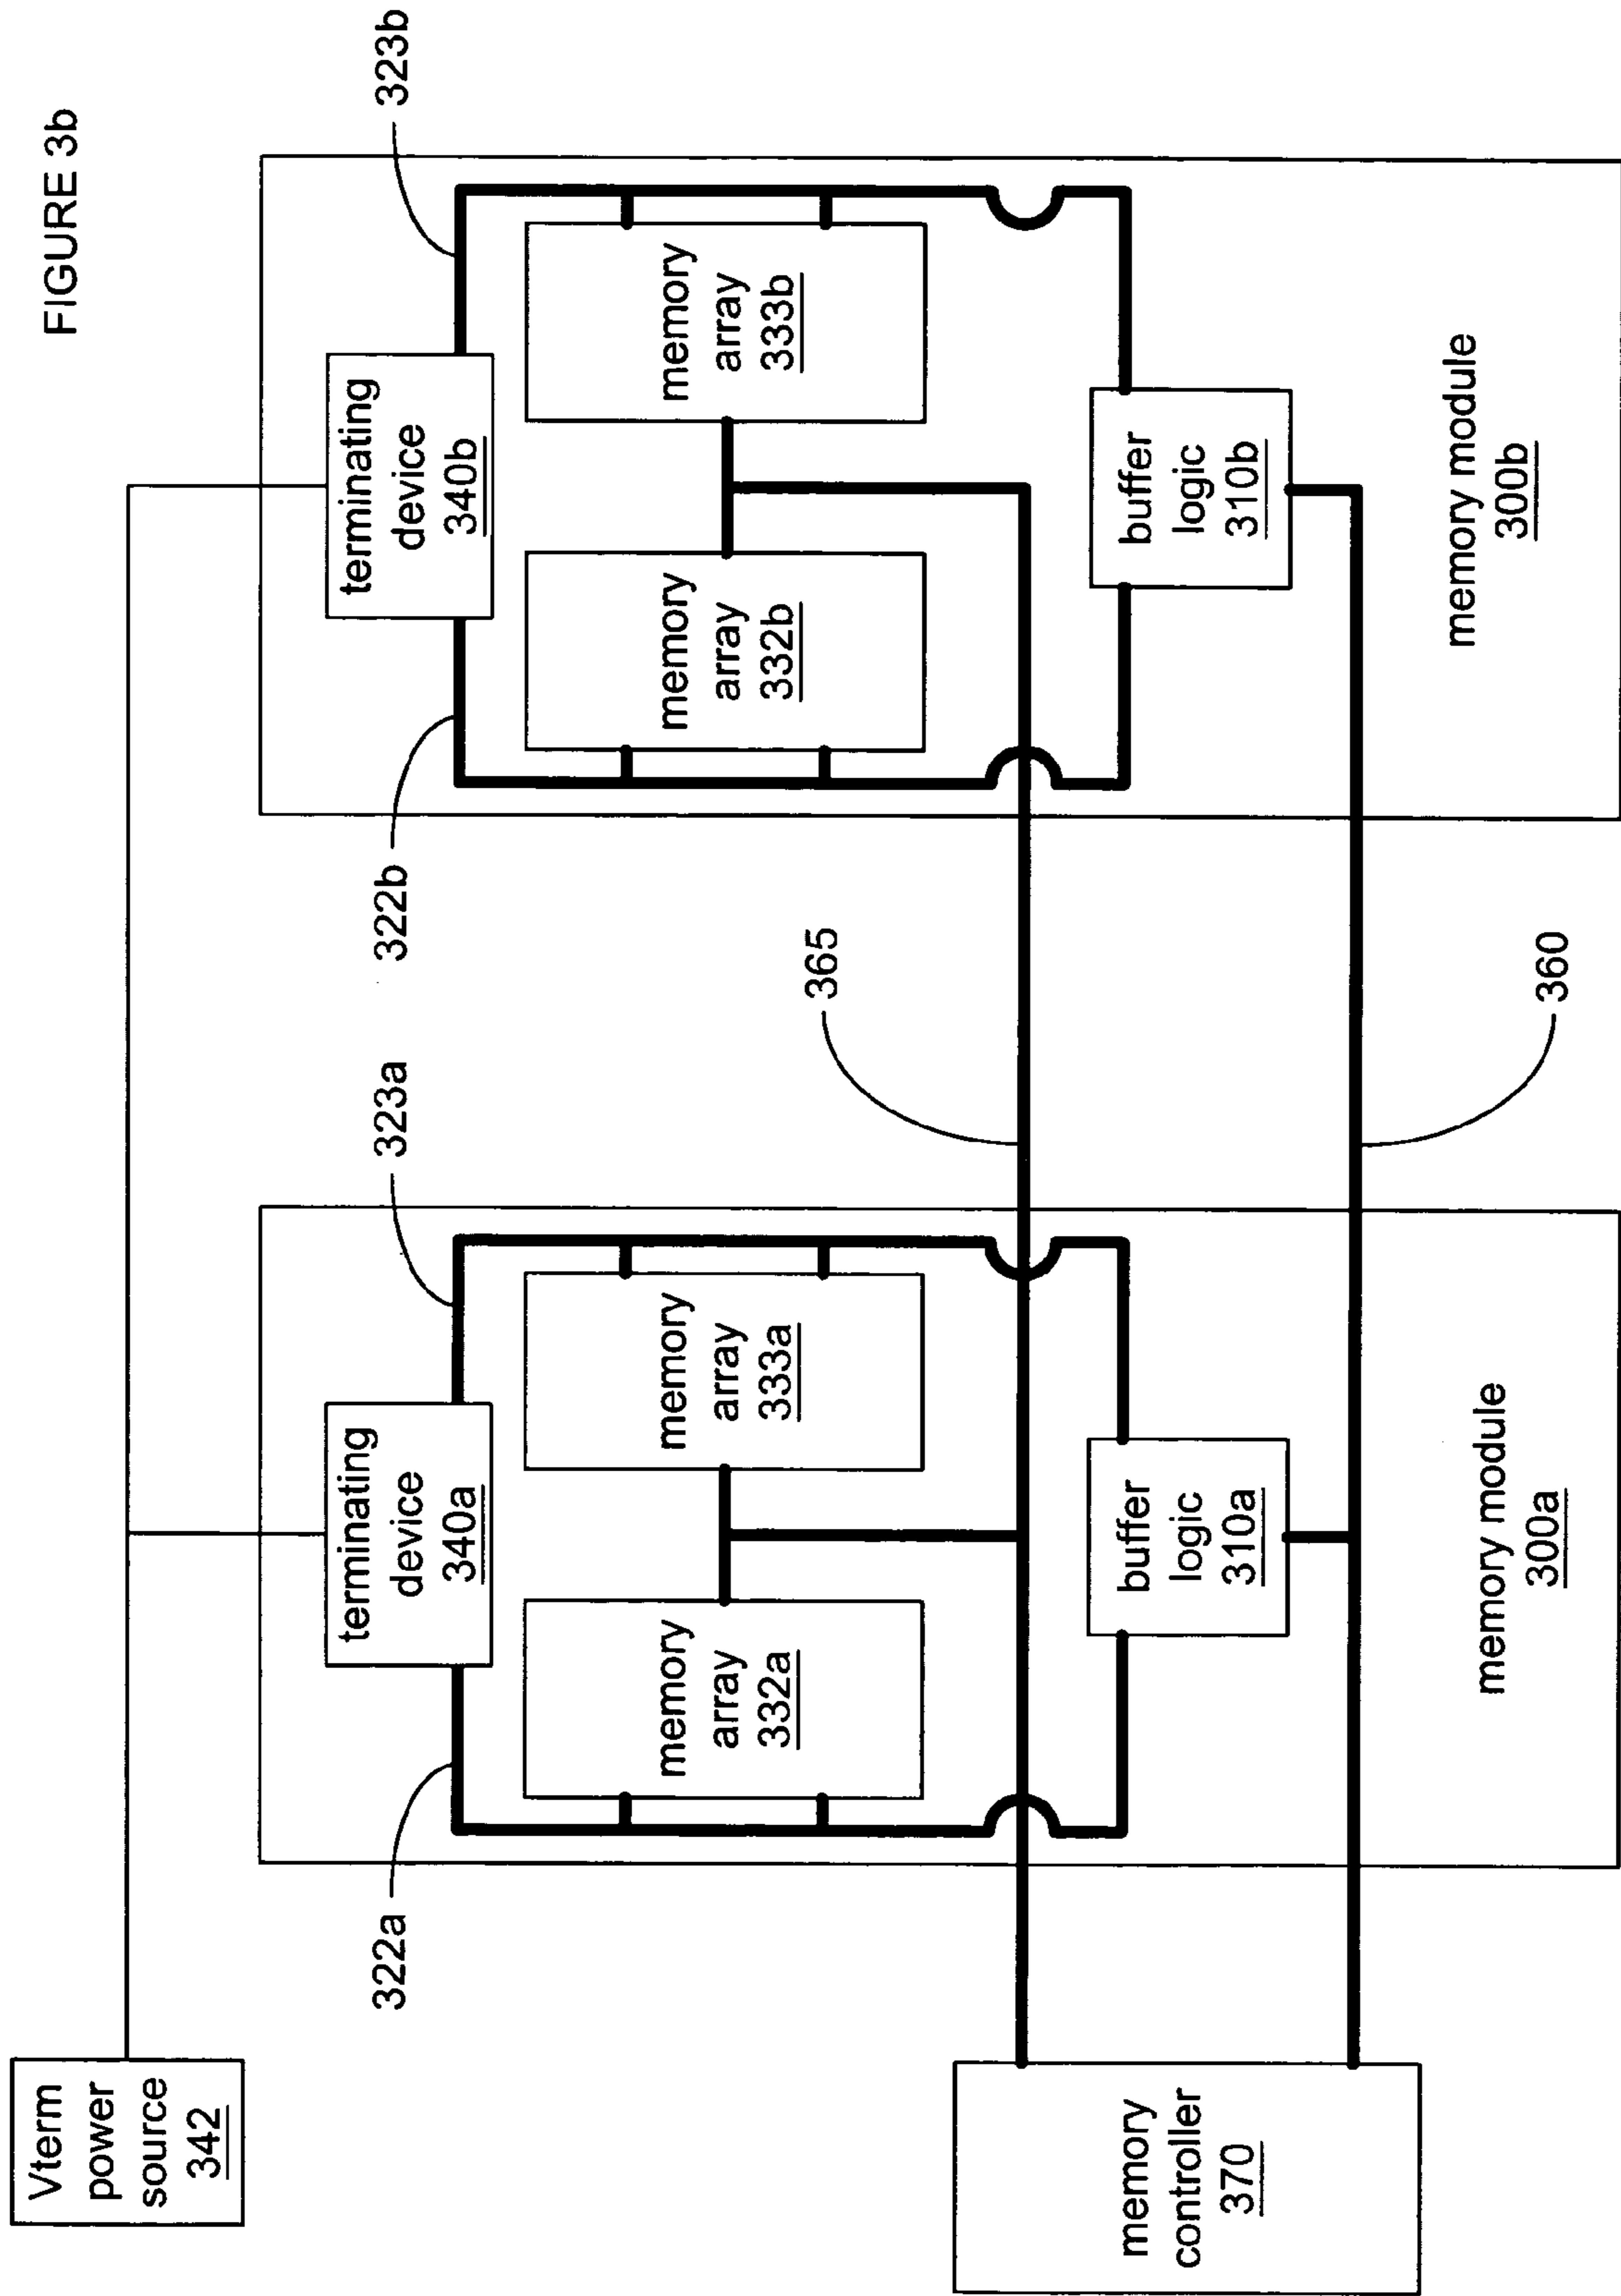 FIGURE 3b
Vterm
power
source
342
322a
323a
322b
323b
terminating
device
340a
terminating
device
340b
memory
array
332a
memory
array
333a
memory
array
332b
memory
array
333b
365
memory
controller
370
buffer
logic
310a
buffer
logic
310b
360
memory module
300a
memory module
300b